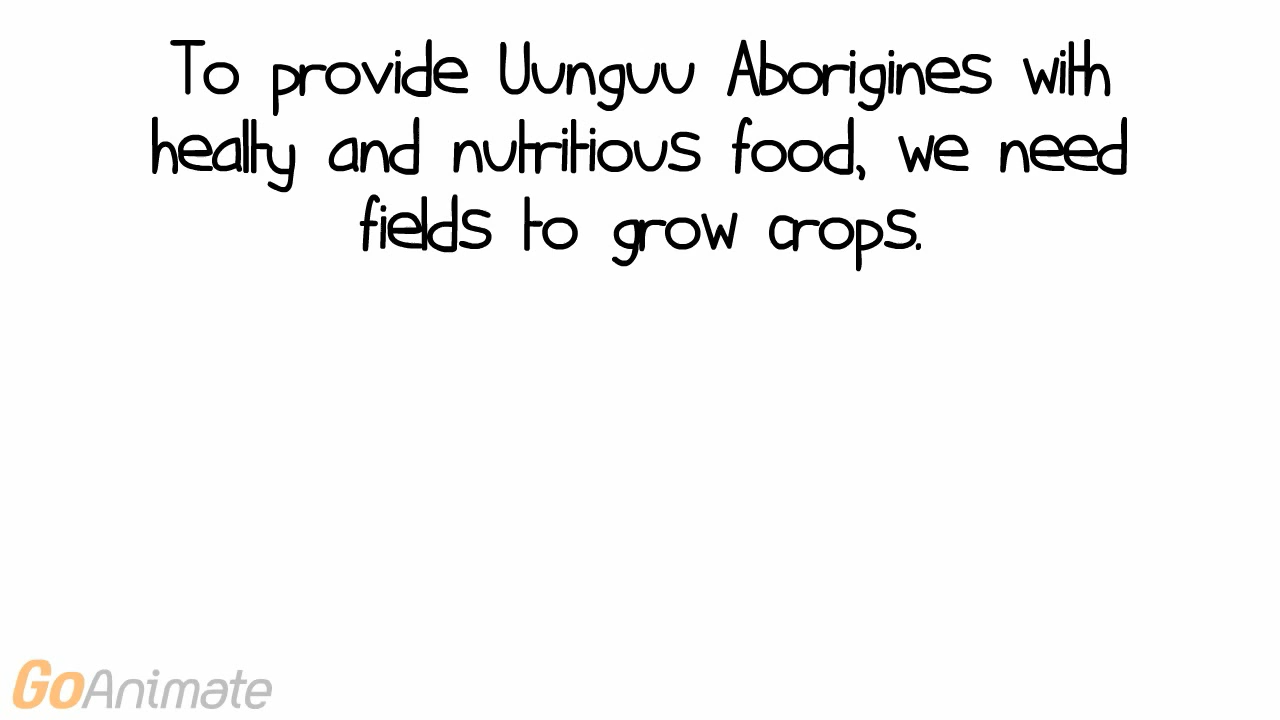 To provide Uunguu Aborigines with
healty and nutritious food, we need
fields to grow crops.
GoAnimate